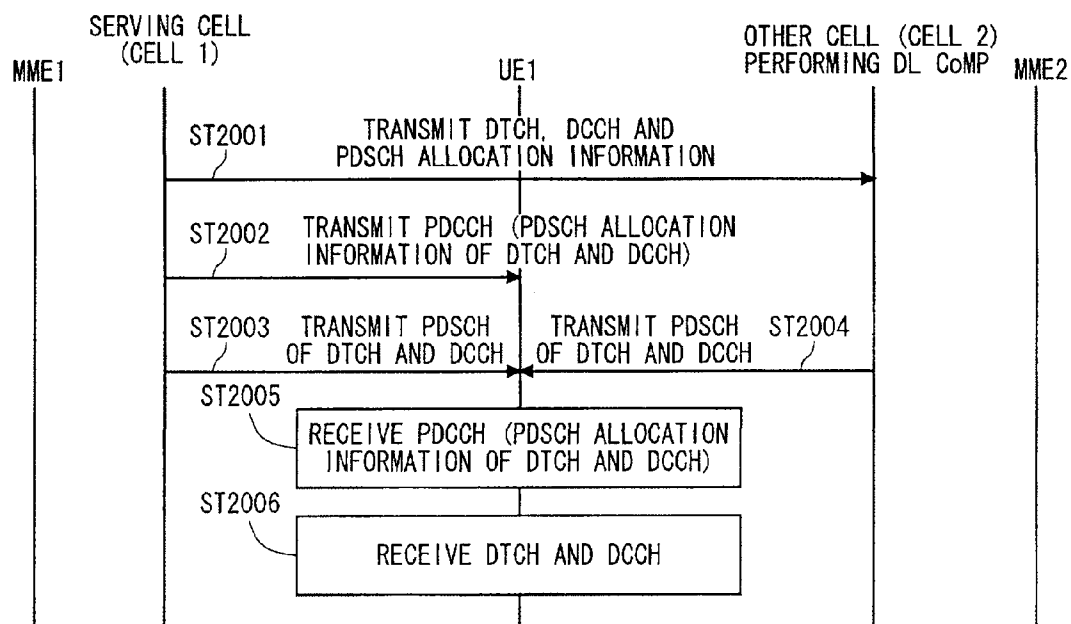 MME1
SERVING CELL
(CELL 1)
UE1
OTHER CELL (CELL 2)
PERFORMING DL CoMP
MME2
ST2001
TRANSMIT DTCH, DCCH AND
PDSCH ALLOCATION INFORMATION
ST2002
TRANSMIT PDCCH (PDSCH ALLOCATION
INFORMATION OF DTCH AND DCCH)
ST2003
TRANSMIT PDSCH
OF DTCH AND DCCH
TRANSMIT PDSCH
OF DTCH AND DCCH
ST2004
ST2005
RECEIVE PDCCH (PDSCH ALLOCATION
INFORMATION OF DTCH AND DCCH)
ST2006
RECEIVE DTCH AND DCCH